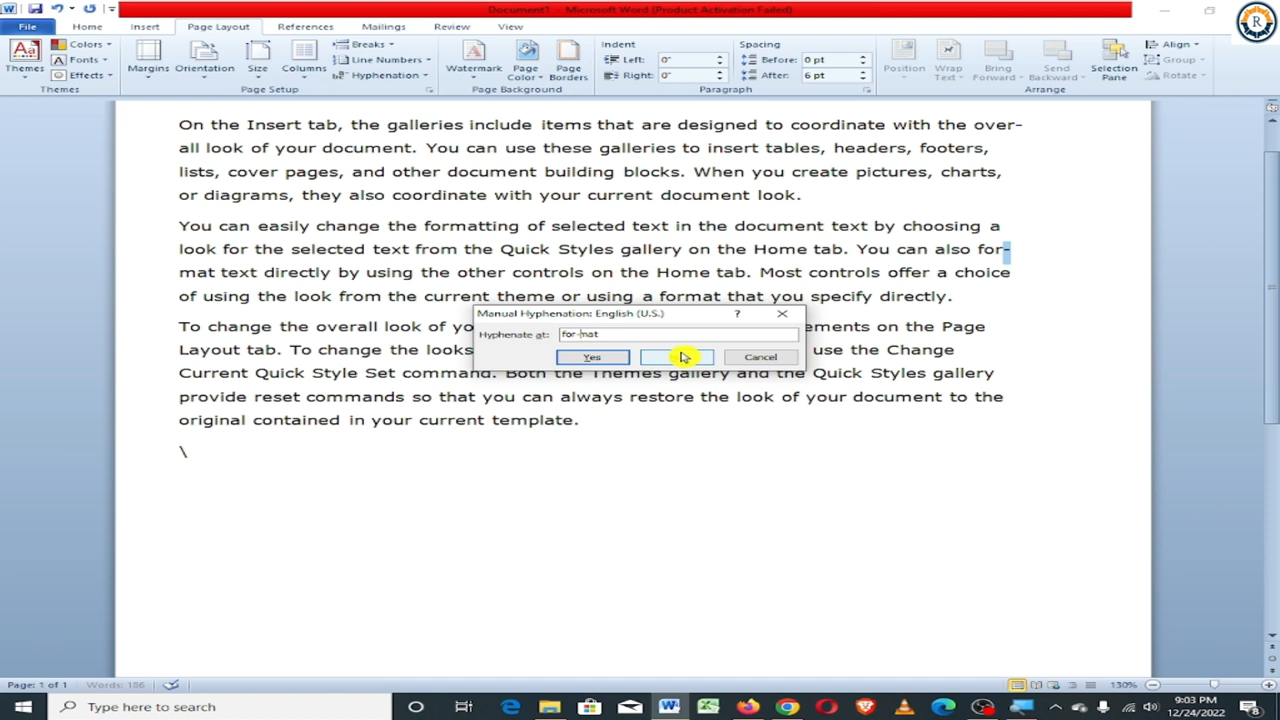 Document1 - Microsoft Word (Product Activation Failed)
File Home Insert Page Layout References Mailings Review View
Themes Colors Fonts Effects Themes
Margins Orientation Size Columns Breaks Line Numbers Hyphenation Page Setup
Watermark Page Color Page Borders Page Background
Indent Left: 0" Right: 0" Spacing Before: 0 pt After: 6 pt Paragraph
Position Wrap Text Bring Forward Send Backward Selection Pane Align Group Rotate Arrange
R
On the Insert tab, the galleries include items that are designed to coordinate with the over-
all look of your document. You can use these galleries to insert tables, headers, footers,
lists, cover pages, and other document building blocks. When you create pictures, charts,
or diagrams, they also coordinate with your current document look.
You can easily change the formatting of selected text in the document text by choosing a
look for the selected text from the Quick Styles gallery on the Home tab. You can also for-
mat text directly by using the other controls on the Home tab. Most controls offer a choice
of using the look from the current theme or using a format that you specify directly.
To change the overall look of yo ements on the Page
Layout tab. To change the looks use the Change
Current Quick Style Set command. Both the Themes gallery and the Quick Styles gallery
provide reset commands so that you can always restore the look of your document to the
original contained in your current template.
\
Manual Hyphenation: English (U.S.) ?
Hyphenate at: for-mat
Yes Cancel
Page: 1 of 1 Words: 186 130%
Type here to search
9:03 PM
12/24/2022
8